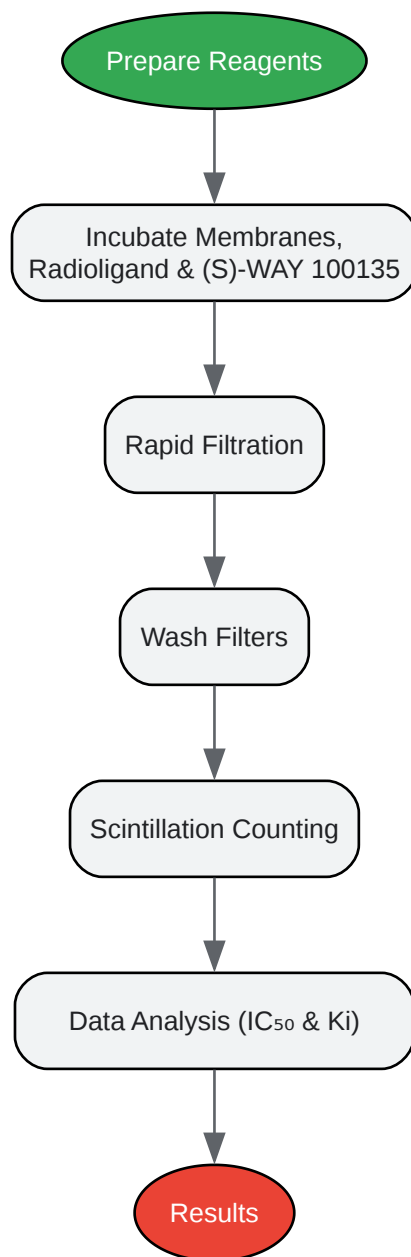 Prepare Reagents
Incubate Membranes,
Radioligand & (S)-WAY 100135
Rapid Filtration
Wash Filters
Scintillation Counting
Data Analysis (IC₅₀ & Ki)
Results